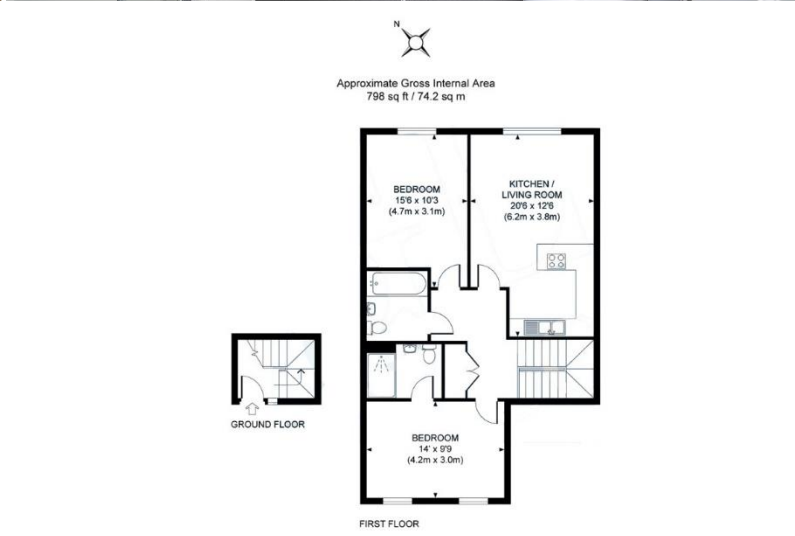 N
Approximate Gross Internal Area
798 sq ft / 74.2 sq m
BEDROOM
15'6 x 10'3
(4.7m x 3.1m)
KITCHEN /
LIVING ROOM
20'6 x 12'6
(6.2m x 3.8m)
GROUND FLOOR
BEDROOM
14' x 9'9
(4.2m x 3.0m)
FIRST FLOOR